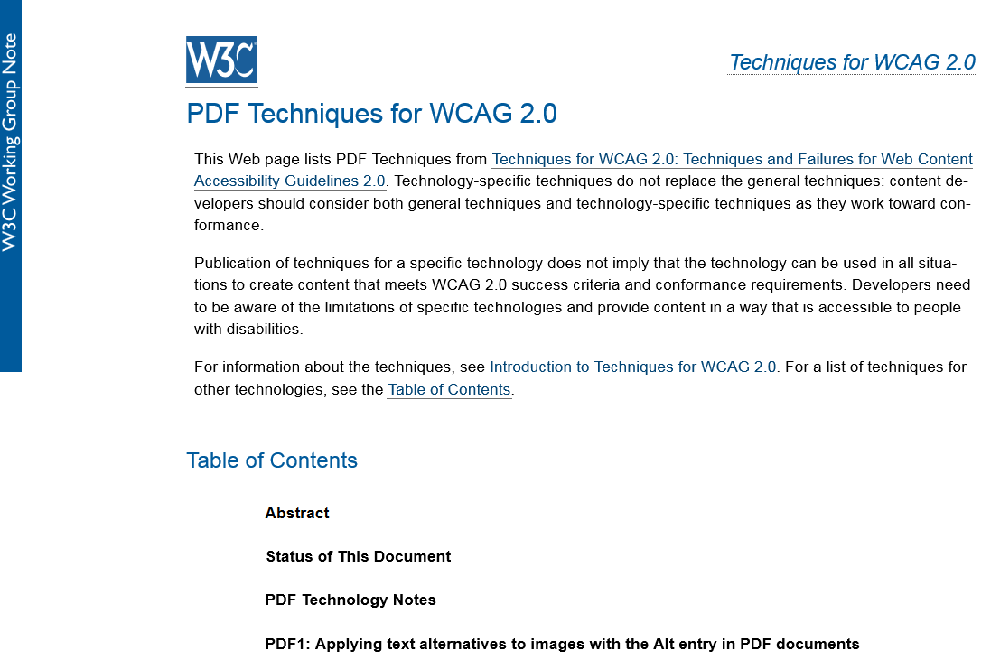 W3C Working Group Note
W3C
Techniques for WCAG 2.0
PDF Techniques for WCAG 2.0
This Web page lists PDF Techniques from Techniques for WCAG 2.0: Techniques and Failures for Web Content
Accessibility Guidelines 2.0. Technology-specific techniques do not replace the general techniques: content de-
velopers should consider both general techniques and technology-specific techniques as they work toward con-
formance.
Publication of techniques for a specific technology does not imply that the technology can be used in all situa-
tions to create content that meets WCAG 2.0 success criteria and conformance requirements. Developers need
to be aware of the limitations of specific technologies and provide content in a way that is accessible to people
with disabilities.
For information about the techniques, see Introduction to Techniques for WCAG 2.0. For a list of techniques for
other technologies, see the Table of Contents.
Table of Contents
Abstract
Status of This Document
PDF Technology Notes
PDF1: Applying text alternatives to images with the Alt entry in PDF documents